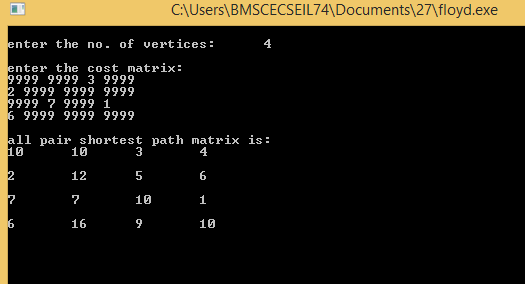 C:\Users\BMSCECSEIL74\Documents\27\floyd.exe
enter the no. of vertices: 4
enter the cost matrix:
9999 9999 3 9999
2 9999 9999 9999
9999 7 9999 1
6 9999 9999 9999
all pair shortest path matrix is:
10 10 3 4
2 12 5 6
7 7 10 1
6 16 9 10